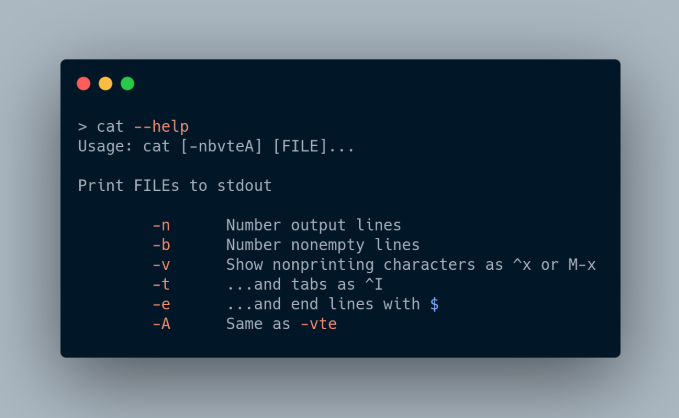 > cat --help
Usage: cat [-nbvteA] [FILE]...
Print FILEs to stdout
-n Number output lines
-b Number nonempty lines
-v Show nonprinting characters as ^x or M-x
-t ...and tabs as ^I
-e ...and end lines with $
-A Same as -vte